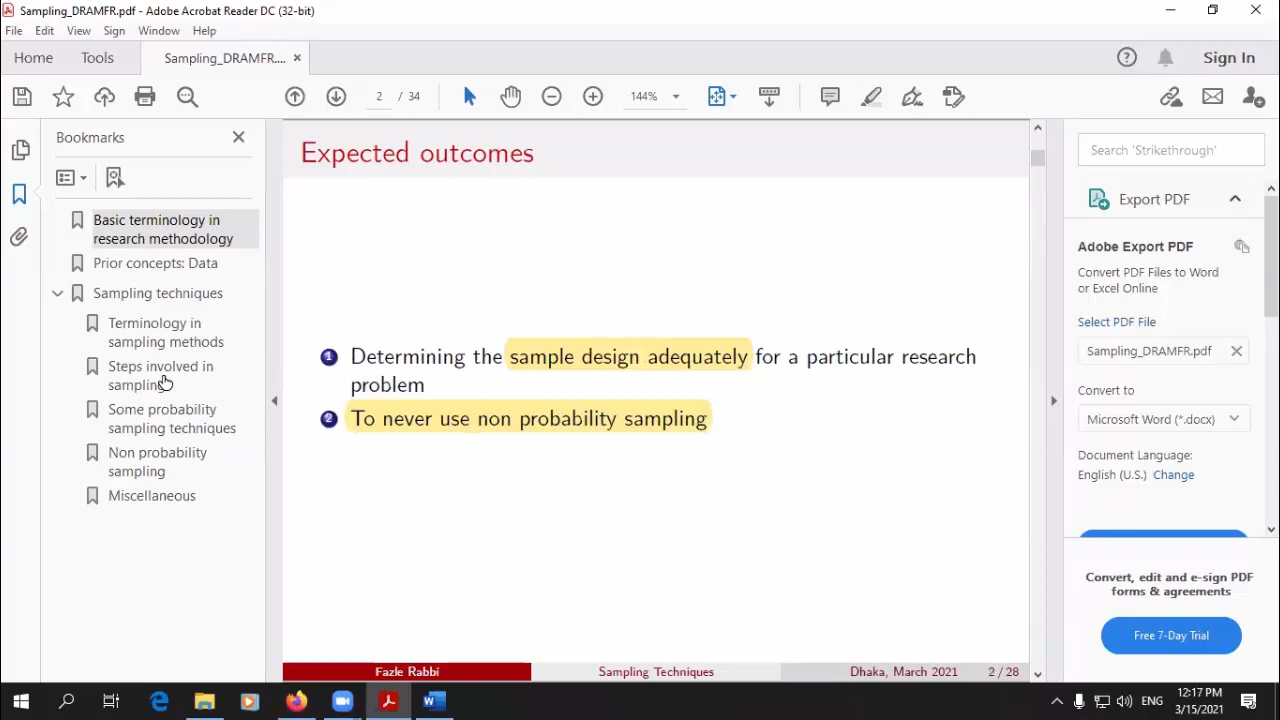 Sampling_DRAMFR.pdf - Adobe Acrobat Reader DC (32-bit)
File Edit View Sign Window Help
Home Tools Sampling_DRAMFR.... Sign In
2 / 34 144%
Bookmarks
Basic terminology in
research methodology
Prior concepts: Data
Sampling techniques
Terminology in
sampling methods
Steps involved in
sampling
Some probability
sampling techniques
Non probability
sampling
Miscellaneous
Expected outcomes
1 Determining the sample design adequately for a particular research
problem
2 To never use non probability sampling
Fazle Rabbi Sampling Techniques Dhaka, March 2021 2 / 28
Search 'Strikethrough'
Export PDF
Adobe Export PDF
Convert PDF Files to Word
or Excel Online
Select PDF File
Sampling_DRAMFR.pdf
Convert to
Microsoft Word (*.docx)
Document Language:
English (U.S.) Change
Convert, edit and e-sign PDF
forms & agreements
Free 7-Day Trial
ENG
12:17 PM
3/15/2021